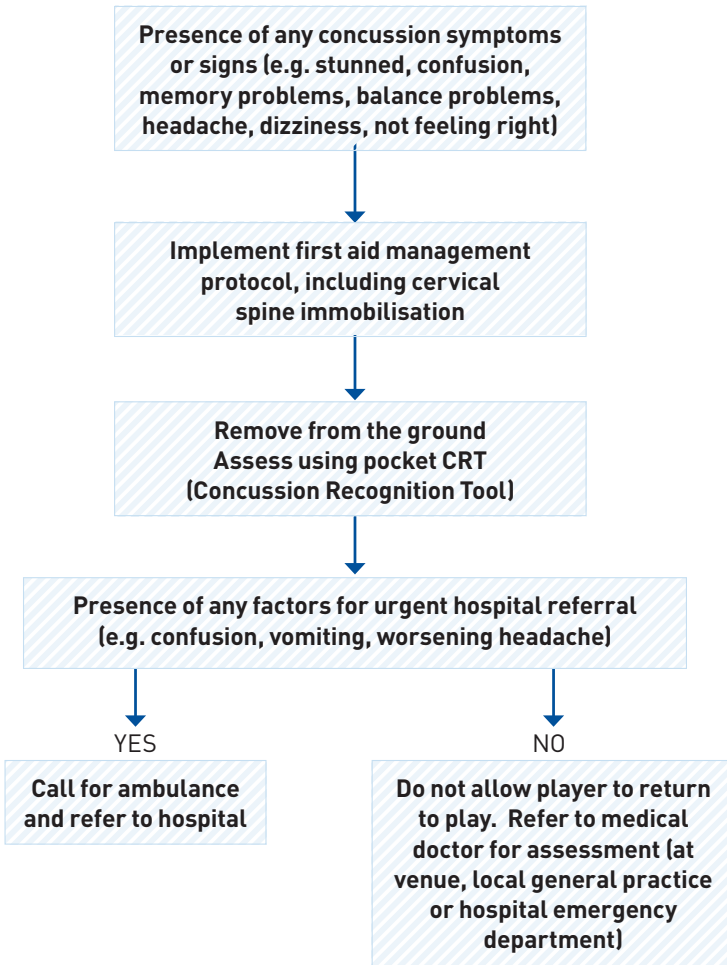 Presence of any concussion symptoms
or signs (e.g. stunned, confusion,
memory problems, balance problems,
headache, dizziness, not feeling right)
Implement first aid management
protocol, including cervical
spine immobilisation
Remove from the ground
Assess using pocket CRT
(Concussion Recognition Tool)
Presence of any factors for urgent hospital referral
(e.g. confusion, vomiting, worsening headache)
YES
Call for ambulance
and refer to hospital
NO
Do not allow player to return
to play. Refer to medical
doctor for assessment (at
venue, local general practice
or hospital emergency
department)